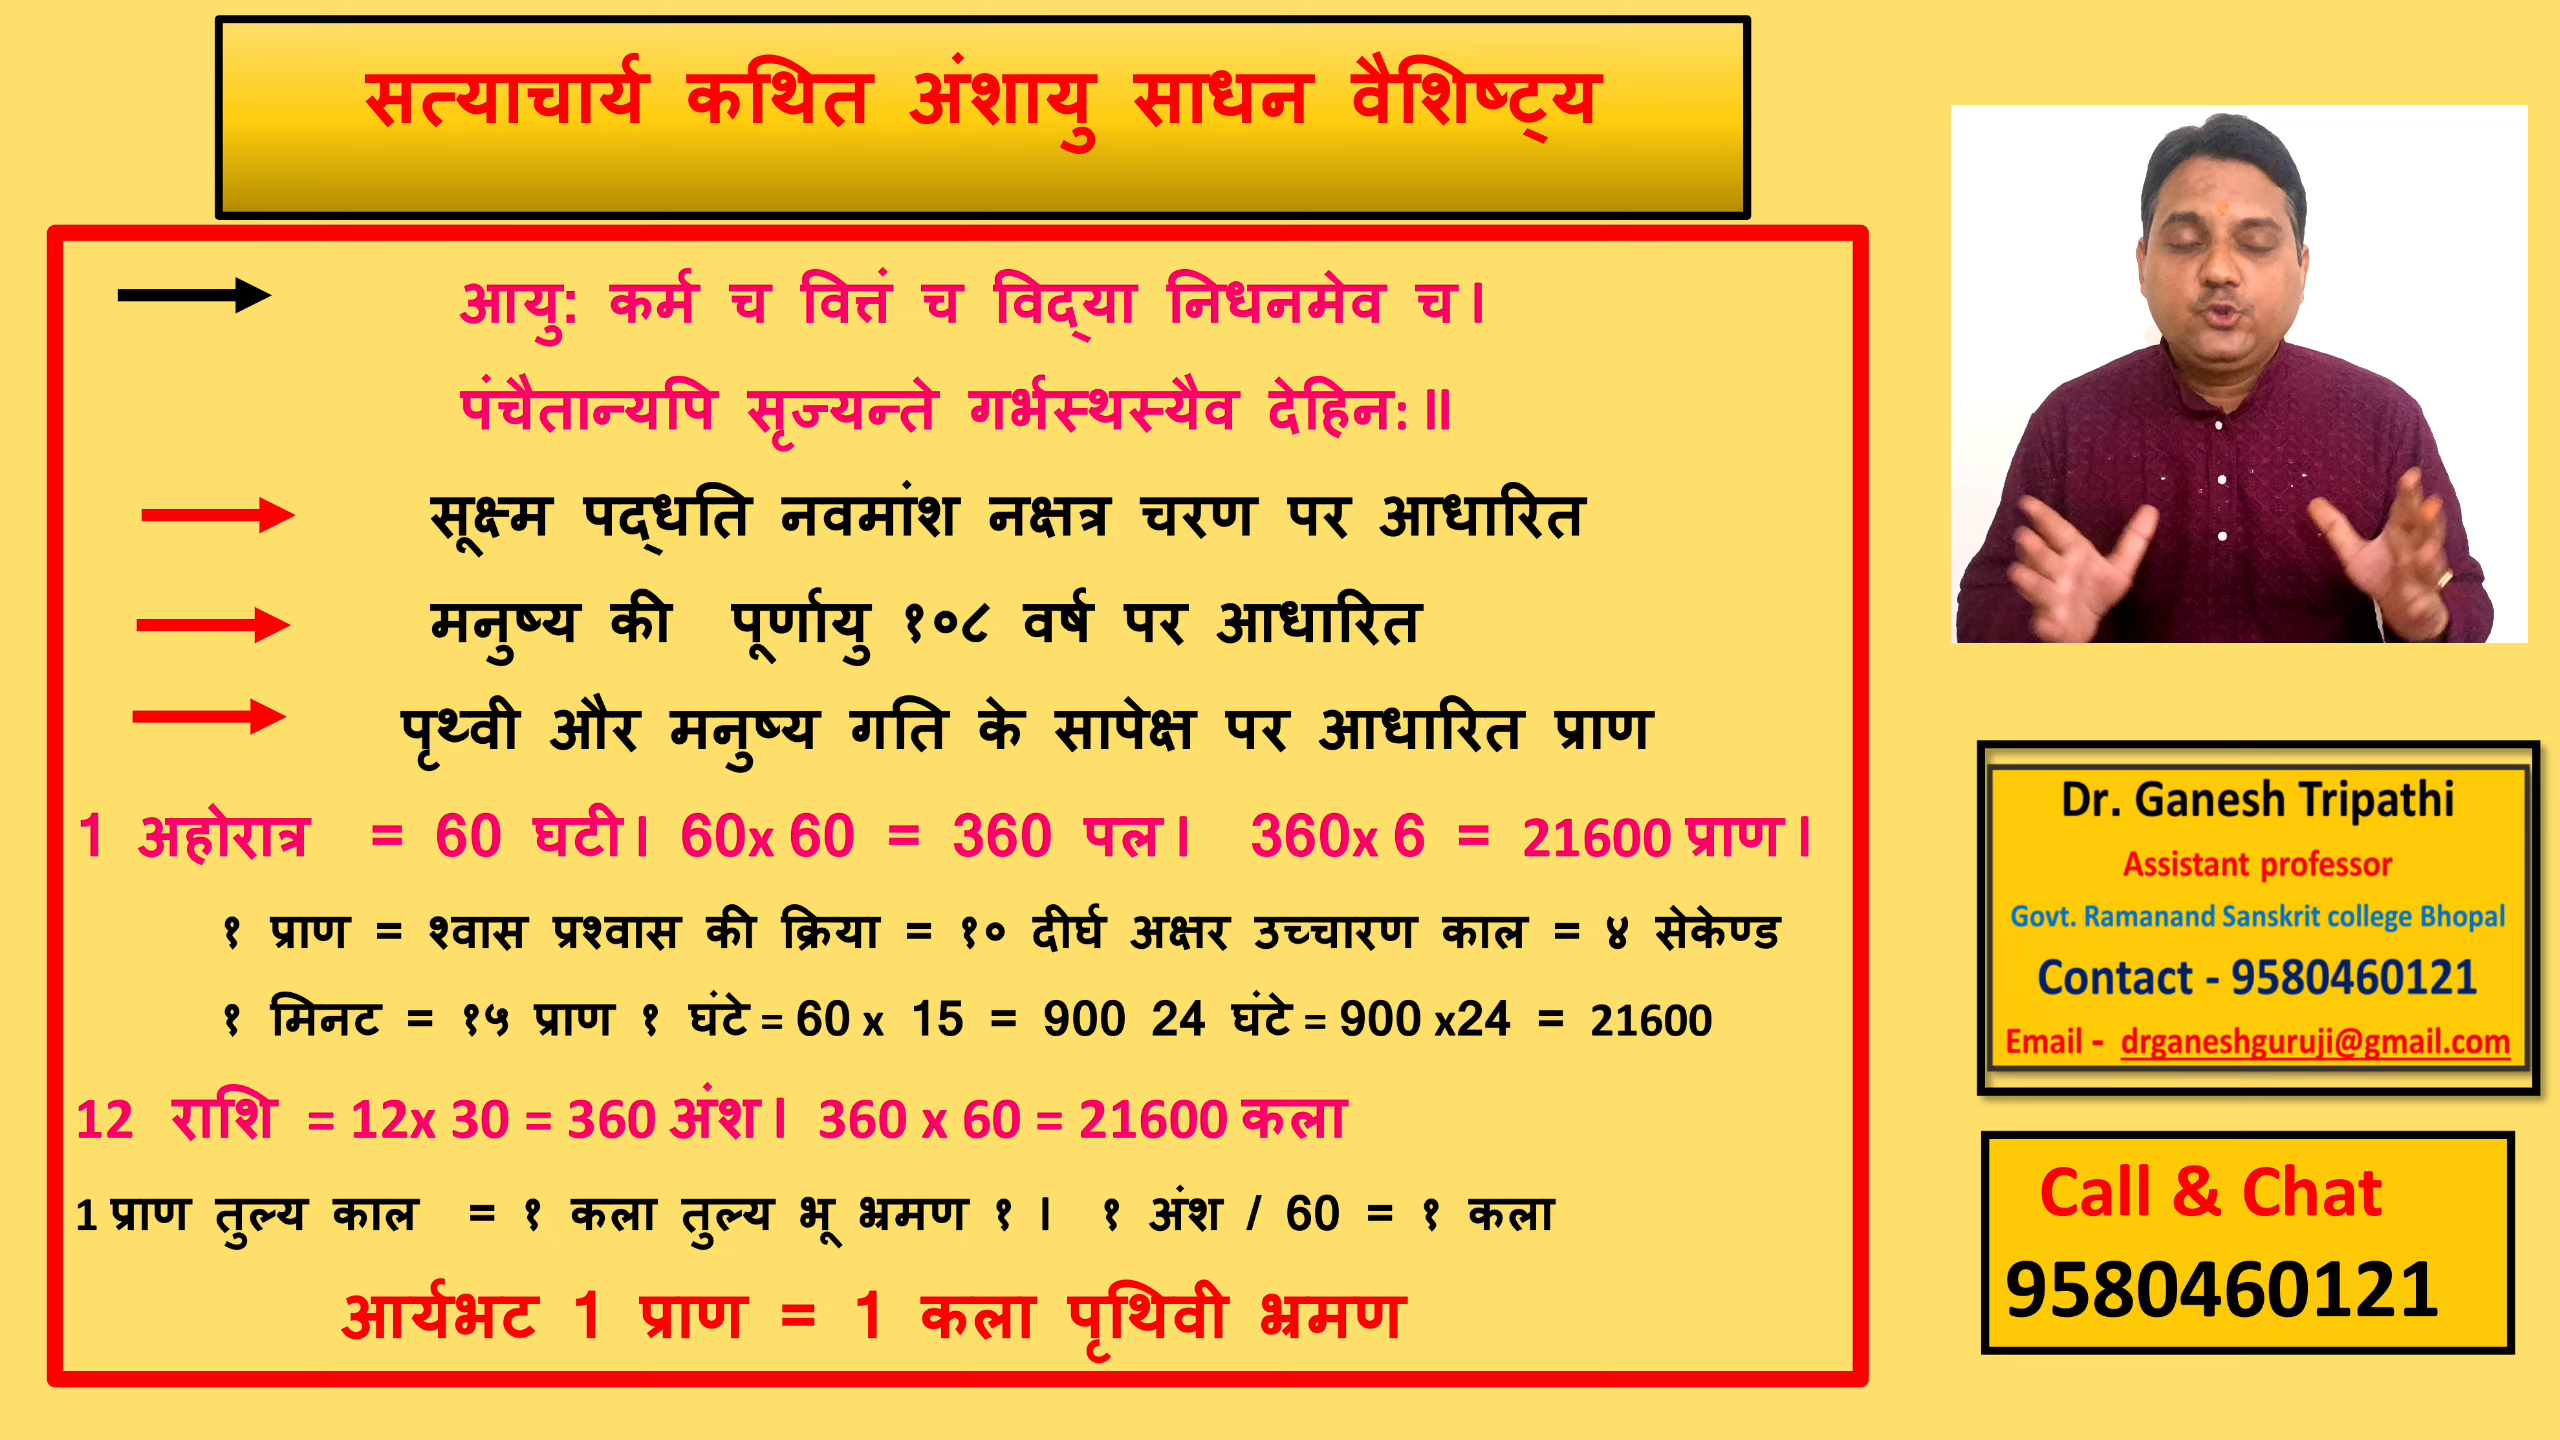 सत्याचार्य कथित अंशायु साधन वैशिष्ट्य
आयु: कर्म च वित्तं च विद्या निधनमेव च।
पंचैतान्यपि सृज्यन्ते गर्भस्थस्यैव देहिन:॥
सूक्ष्म पद्धति नवमांश नक्षत्र चरण पर आधारित
मनुष्य की पूर्णायु १०८ वर्ष पर आधारित
पृथ्वी और मनुष्य गति के सापेक्ष पर आधारित प्राण
1 अहोरात्र = 60 घटी। 60x 60 = 360 पल। 360x 6 = 21600 प्राण।
१ प्राण = श्वास प्रश्वास की क्रिया = १० दीर्घ अक्षर उच्चारण काल = ४ सेकेण्ड
१ मिनट = १५ प्राण १ घंटे = 60 x 15 = 900 24 घंटे = 900 x24 = 21600
12 राशि = 12x 30 = 360 अंश। 360 x 60 = 21600 कला
1 प्राण तुल्य काल = १ कला तुल्य भू भ्रमण १ । १ अंश / 60 = १ कला
आर्यभट 1 प्राण = 1 कला पृथिवी भ्रमण
Dr. Ganesh Tripathi
Assistant professor
Govt. Ramanand Sanskrit college Bhopal
Contact - 9580460121
Email - drganeshguruji@gmail.com
Call & Chat
9580460121